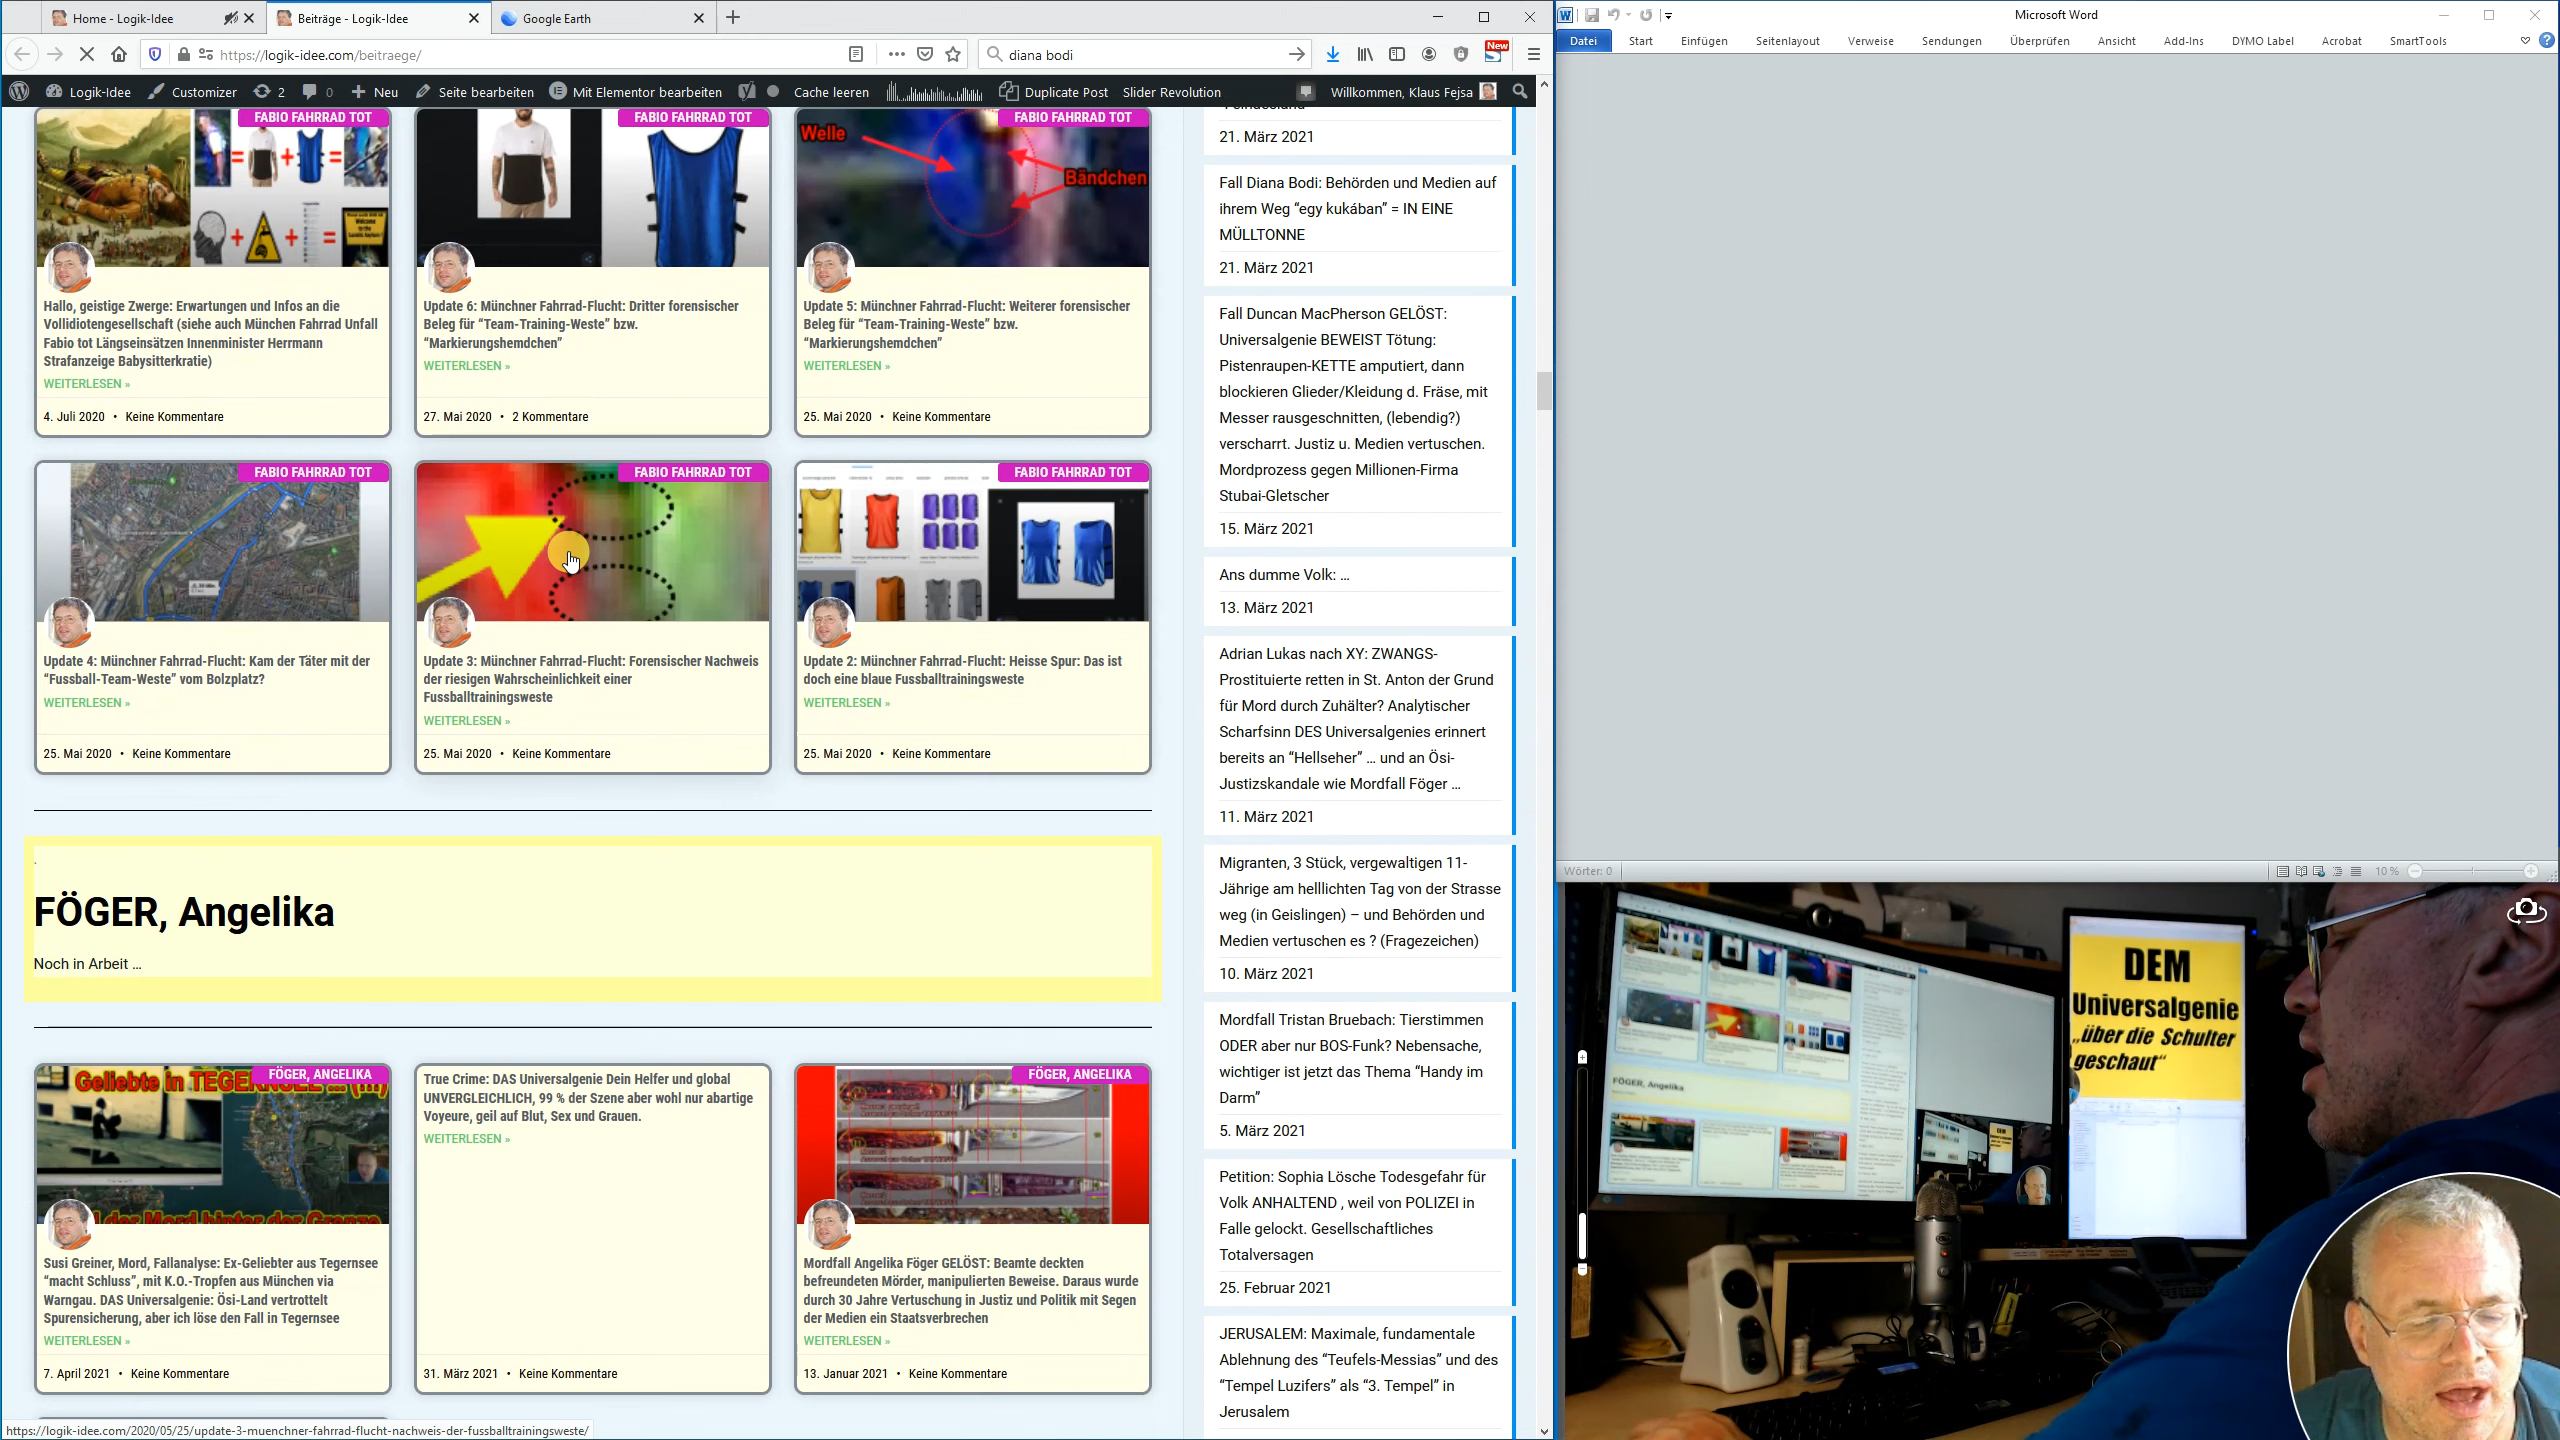 Home - Logik-Idee
Beiträge - Logik-Idee
Google Earth
https://logik-idee.com/beitraege/
diana bodi
New
Logik-Idee
Customizer
2
0
Neu
Seite bearbeiten
Mit Elementor bearbeiten
Cache leeren
Duplicate Post
Slider Revolution
Willkommen, Klaus Fejsa
FABIO FAHRRAD TOT
Hallo, geistige Zwerge: Erwartungen und Infos an die
Vollidiotengesellschaft (siehe auch München Fahrrad Unfall
Fabio tot Längseinsätzen Innenminister Herrmann
Strafanzeige Babysitterkratie)
WEITERLESEN »
4. Juli 2020 • Keine Kommentare
FABIO FAHRRAD TOT
Update 6: Münchner Fahrrad-Flucht: Dritter forensischer
Beleg für “Team-Training-Weste” bzw.
“Markierungshemdchen”
WEITERLESEN »
27. Mai 2020 • 2 Kommentare
FABIO FAHRRAD TOT
Welle
Bändchen
Update 5: Münchner Fahrrad-Flucht: Weiterer forensischer
Beleg für “Team-Training-Weste” bzw.
“Markierungshemdchen”
WEITERLESEN »
25. Mai 2020 • Keine Kommentare
FABIO FAHRRAD TOT
Update 4: Münchner Fahrrad-Flucht: Kam der Täter mit der
“Fussball-Team-Weste” vom Bolzplatz?
WEITERLESEN »
25. Mai 2020 • Keine Kommentare
FABIO FAHRRAD TOT
Update 3: Münchner Fahrrad-Flucht: Forensischer Nachweis
der riesigen Wahrscheinlichkeit einer
Fussballtrainingsweste
WEITERLESEN »
25. Mai 2020 • Keine Kommentare
FABIO FAHRRAD TOT
Update 2: Münchner Fahrrad-Flucht: Heisse Spur: Das ist
doch eine blaue Fussballtrainingsweste
WEITERLESEN »
25. Mai 2020 • Keine Kommentare
.
FÖGER, Angelika
Noch in Arbeit ...
FÖGER, ANGELIKA
Geliebte in
Susi Greiner, Mord, Fallanalyse: Ex-Geliebter aus Tegernsee
“macht Schluss”, mit K.O.-Tropfen aus München via
Warngau. DAS Universalgenie: Ösi-Land vertrottelt
Spurensicherung, aber ich löse den Fall in Tegernsee
WEITERLESEN »
7. April 2021 • Keine Kommentare
True Crime: DAS Universalgenie Dein Helfer und global
UNVERGLEICHLICH, 99 % der Szene aber wohl nur abartige
Voyeure, geil auf Blut, Sex und Grauen.
WEITERLESEN »
31. März 2021 • Keine Kommentare
FÖGER, ANGELIKA
Mordfall Angelika Föger GELÖST: Beamte deckten
befreundeten Mörder, manipulierten Beweise. Daraus wurde
durch 30 Jahre Vertuschung in Justiz und Politik mit Segen
der Medien ein Staatsverbrechen
WEITERLESEN »
13. Januar 2021 • Keine Kommentare
https://logik-idee.com/2020/05/25/update-3-muenchner-fahrrad-flucht-nachweis-der-fussballtrainingsweste/
21. März 2021
Fall Diana Bodi: Behörden und Medien auf
ihrem Weg “egy kukában” = IN EINE
MÜLLTONNE
21. März 2021
Fall Duncan MacPherson GELÖST:
Universalgenie BEWEIST Tötung:
Pistenraupen-KETTE amputiert, dann
blockieren Glieder/Kleidung d. Fräse, mit
Messer rausgeschnitten, (lebendig?)
verscharrt. Justiz u. Medien vertuschen.
Mordprozess gegen Millionen-Firma
Stubai-Gletscher
15. März 2021
Ans dumme Volk: ...
13. März 2021
Adrian Lukas nach XY: ZWANGS-
Prostituierte retten in St. Anton der Grund
für Mord durch Zuhälter? Analytischer
Scharfsinn DES Universalgenies erinnert
bereits an “Hellseher” ... und an Ösi-
Justizskandale wie Mordfall Föger ...
11. März 2021
Migranten, 3 Stück, vergewaltigen 11-
Jährige am helllichten Tag von der Strasse
weg (in Geislingen) – und Behörden und
Medien vertuschen es ? (Fragezeichen)
10. März 2021
Mordfall Tristan Bruebach: Tierstimmen
ODER aber nur BOS-Funk? Nebensache,
wichtiger ist jetzt das Thema “Handy im
Darm”
5. März 2021
Petition: Sophia Lösche Todesgefahr für
Volk ANHALTEND , weil von POLIZEI in
Falle gelockt. Gesellschaftliches
Totalversagen
25. Februar 2021
JERUSALEM: Maximale, fundamentale
Ablehnung des “Teufels-Messias” und des
“Tempel Luzifers” als “3. Tempel” in
Jerusalem
Microsoft Word
Datei
Start
Einfügen
Seitenlayout
Verweise
Sendungen
Überprüfen
Ansicht
Add-Ins
DYMO Label
Acrobat
SmartTools
Wörter: 0
10 %
DEM
Universalgenie
„über die Schulter
geschaut“
FÖGER, Angelika